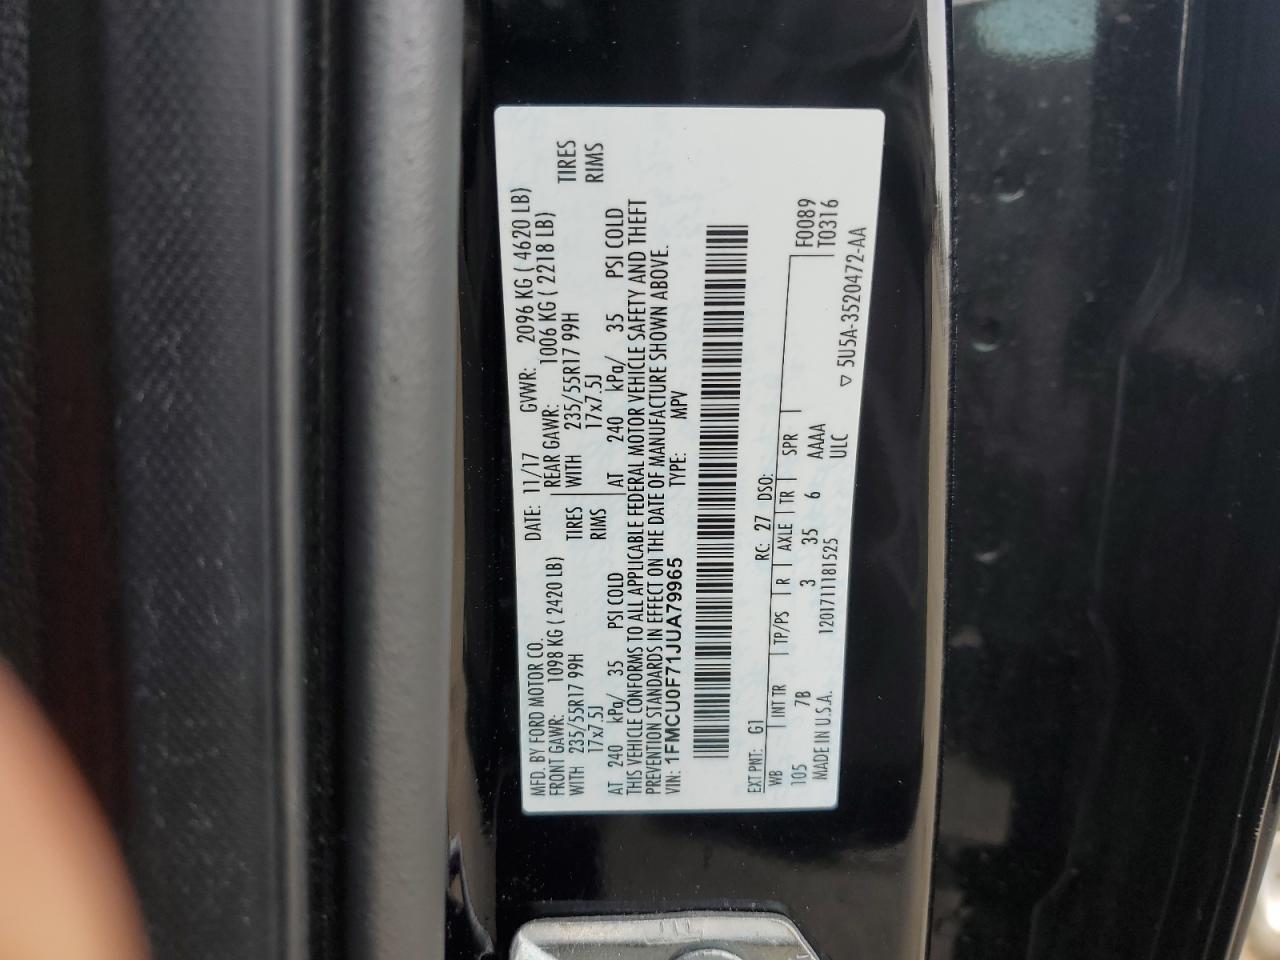 MFD. BY FORD MOTOR CO.
DATE: 11/17 GVWR: 2096 KG ( 4620 LB)
FRONT GAWR: 1098 KG ( 2420 LB) REAR GAWR: 1006 KG ( 2218 LB)
WITH 235/55R17 99H TIRES WITH 235/55R17 99H TIRES
17x7.5J RIMS 17x7.5J RIMS
AT 240 kPa/ 35 PSI COLD AT 240 kPa/ 35 PSI COLD
THIS VEHICLE CONFORMS TO ALL APPLICABLE FEDERAL MOTOR VEHICLE SAFETY AND THEFT
PREVENTION STANDARDS IN EFFECT ON THE DATE OF MANUFACTURE SHOWN ABOVE.
VIN: 1FMCU0F71JUA79965 TYPE: MPV
EXT PNT: G1 RC: 27 DSO:
WB INT TR TP/PS R AXLE TR SPR F0089
105 7B 3 35 6 AAAA T0316
MADE IN U.S.A. 12017111181525 ULC
▽ 5U5A-3520472-AA